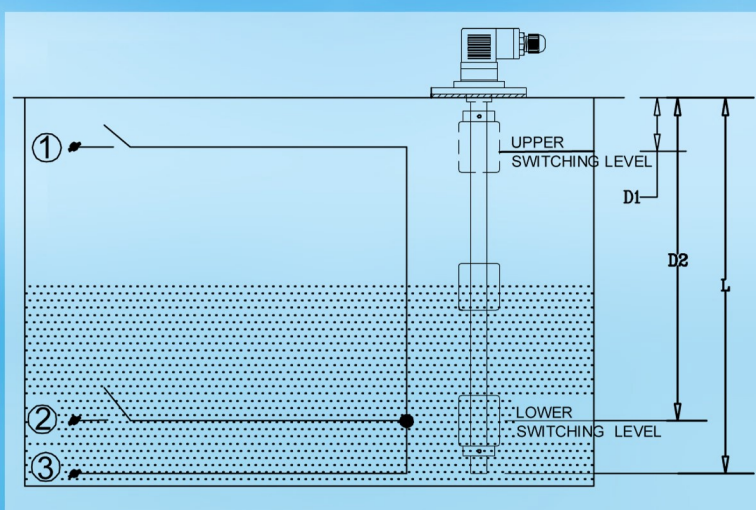 ①
UPPER
SWITCHING LEVEL
D1
D2
L
②
LOWER
SWITCHING LEVEL
③